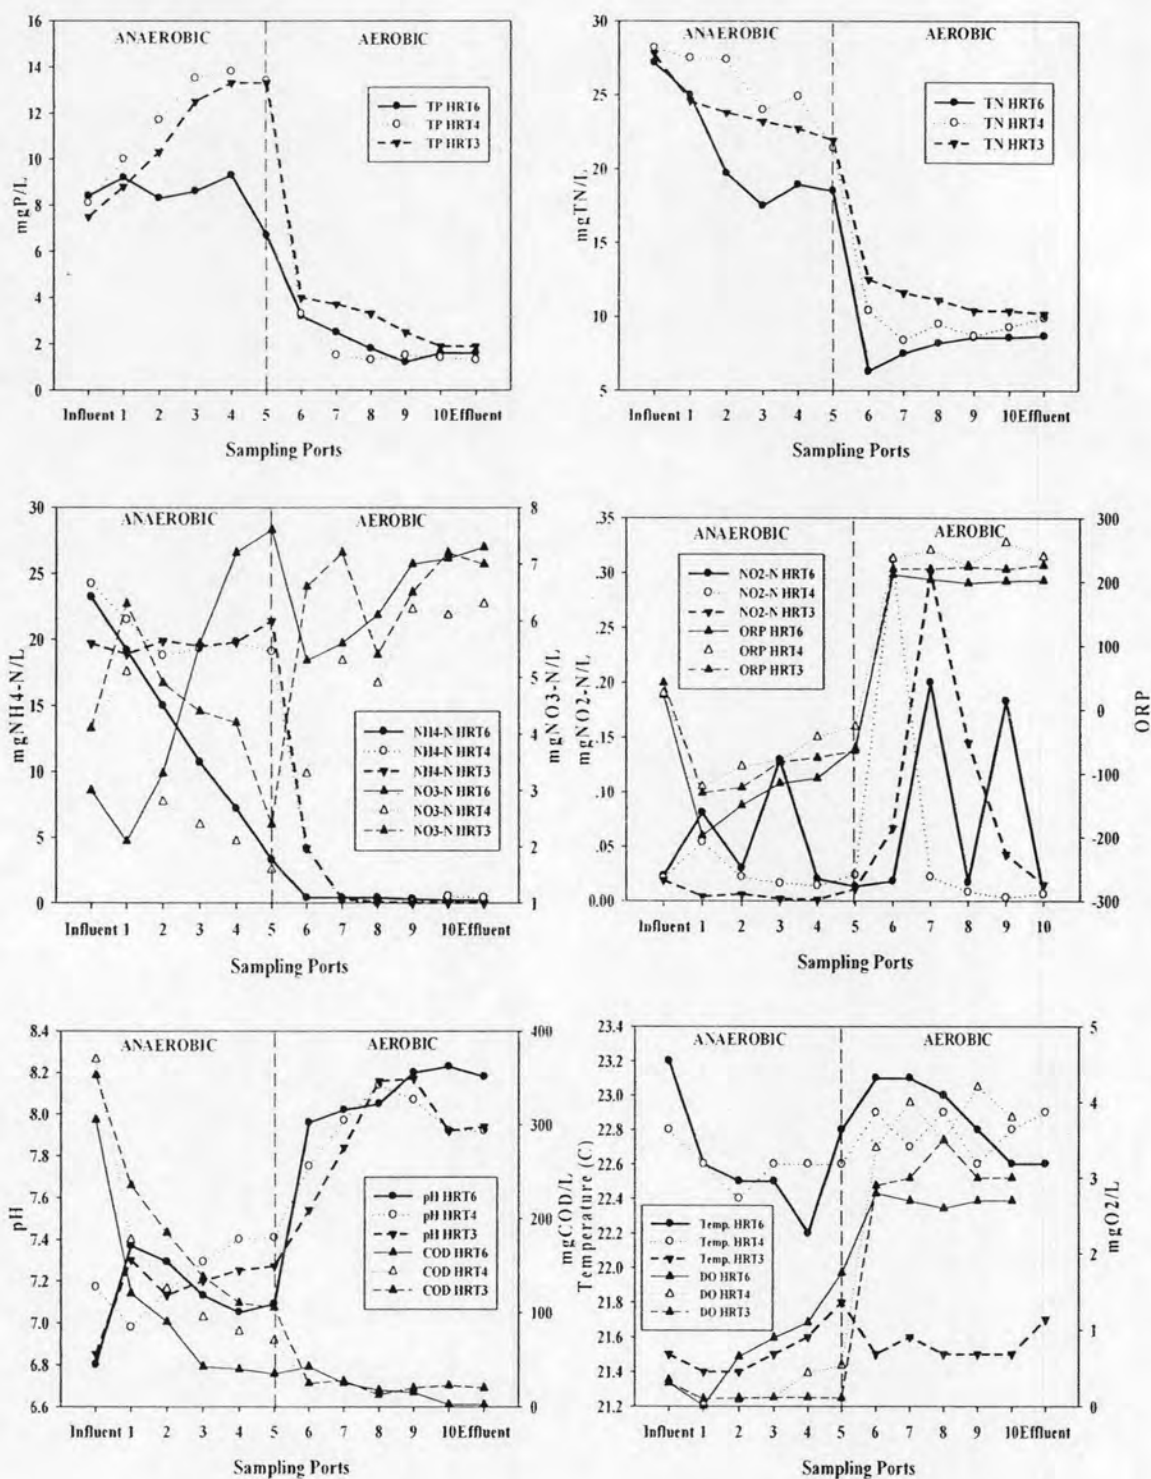 16
14
12
10
8
6
4
2
0
mgP/L
ANAEROBIC AEROBIC
TP HRT6
TP HRT4
TP HRT3
Influent 1 2 3 4 5 6 7 8 9 10 Effluent
Sampling Ports
30
25
20
15
10
5
mgTN/L
ANAEROBIC AEROBIC
TN HRT6
TN HRT4
TN HRT3
Influent 1 2 3 4 5 6 7 8 9 10 Effluent
Sampling Ports
30
25
20
15
10
5
0
mgNH4-N/L
ANAEROBIC AEROBIC
NH4-N HRT6
NH4-N HRT4
NH4-N HRT3
NO3-N HRT6
NO3-N HRT4
NO3-N HRT3
8
7
6
5
4
3
2
1
mgNO3-N/L
Influent 1 2 3 4 5 6 7 8 9 10 Effluent
Sampling Ports
.35
.30
.25
.20
.15
.10
.05
0.00
mgNO2-N/L
ANAEROBIC AEROBIC
NO2-N HRT6
NO2-N HRT4
NO2-N HRT3
ORP HRT6
ORP HRT4
ORP HRT3
300
200
100
0
-100
-200
-300
ORP
Influent 1 2 3 4 5 6 7 8 9 10
Sampling Ports
8.4
8.2
8.0
7.8
7.6
7.4
7.2
7.0
6.8
6.6
pH
ANAEROBIC AEROBIC
pH HRT6
pH HRT4
pH HRT3
COD HRT6
COD HRT4
COD HRT3
400
300
200
100
0
mgCOD/L
Influent 1 2 3 4 5 6 7 8 9 10 Effluent
Sampling Ports
23.4
23.2
23.0
22.8
22.6
22.4
22.2
22.0
21.8
21.6
21.4
21.2
Temperature (C)
ANAEROBIC AEROBIC
Temp. HRT6
Temp. HRT4
Temp. HRT3
DO HRT6
DO HRT4
DO HRT3
5
4
3
2
1
0
mgO2/L
Influent 1 2 3 4 5 6 7 8 9 10 Effluent
Sampling Ports